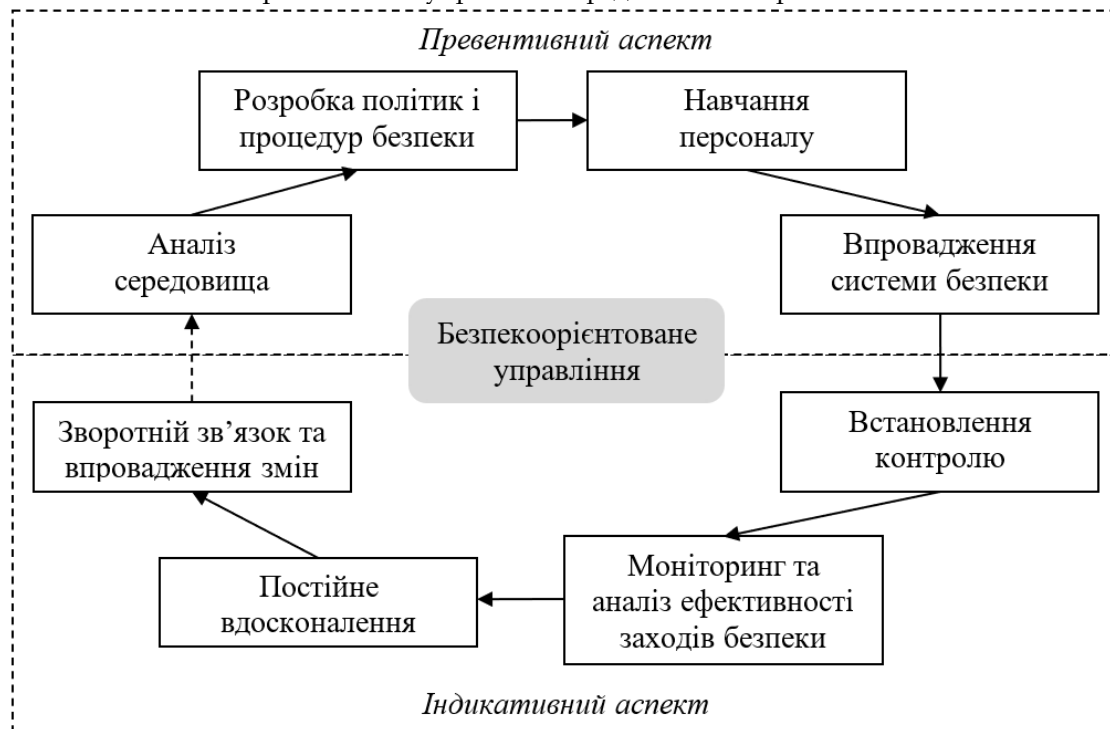 Превентивний аспект
Розробка політик і
процедур безпеки
Навчання
персоналу
Аналіз
середовища
Впровадження
системи безпеки
Безпекоорієнтоване
управління
Зворотній зв’язок та
впровадження змін
Встановлення
контролю
Постійне
вдосконалення
Моніторинг та
аналіз ефективності
заходів безпеки
Індикативний аспект